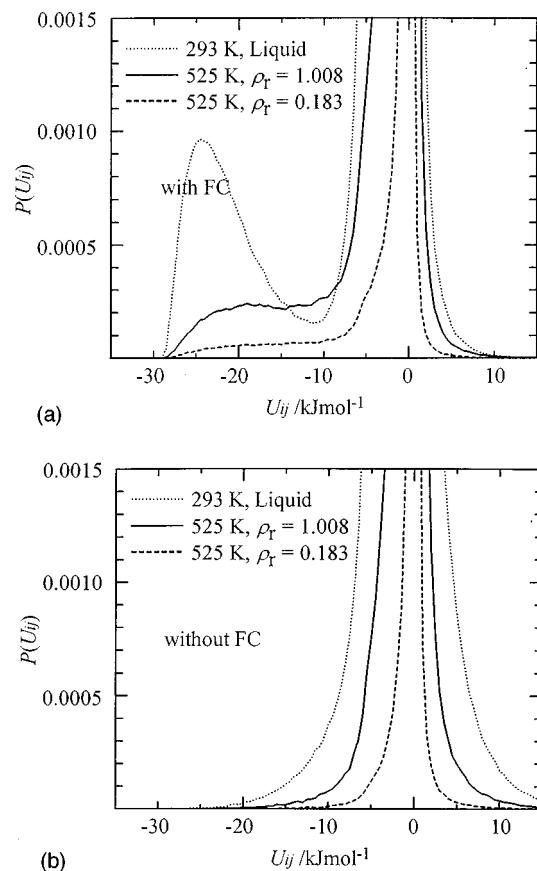 0.0015
293 K, Liquid
525 K, ρr = 1.008
525 K, ρr = 0.183
0.0010
P(Uij)
with FC
0.0005
-30 -20 -10 0 10
(a)
Uij /kJmol-1
0.0015
293 K, Liquid
525 K, ρr = 1.008
525 K, ρr = 0.183
0.0010
P(Uij)
without FC
0.0005
-30 -20 -10 0 10
(b)
Uij /kJmol-1